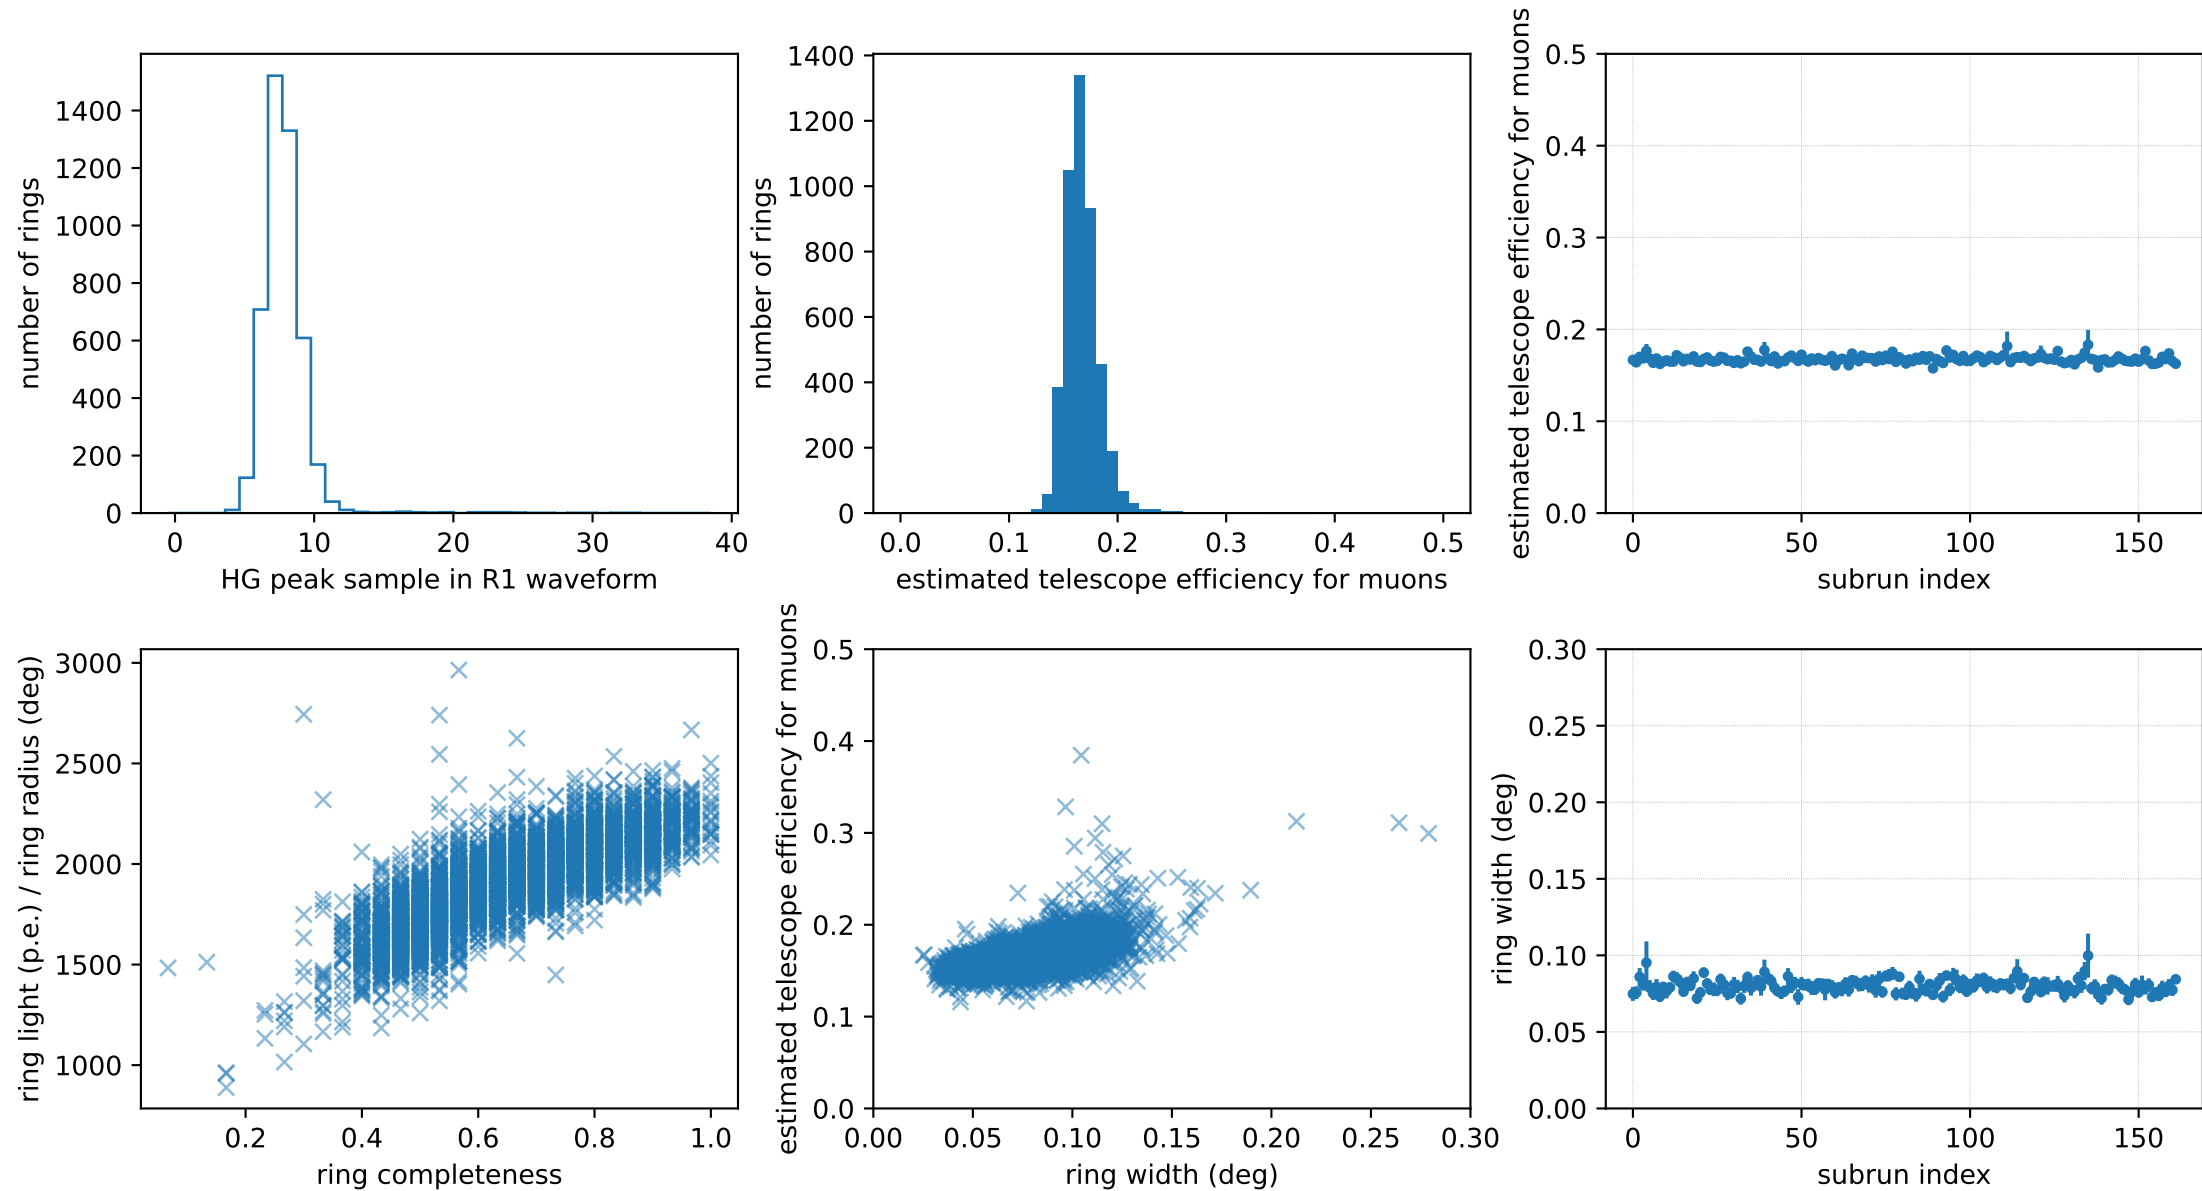 number of rings
1400
1200
1000
800
600
400
200
0
0 10 20 30 40
HG peak sample in R1 waveform
number of rings
1400
1200
1000
800
600
400
200
0
0.0 0.1 0.2 0.3 0.4 0.5
estimated telescope efficiency for muons
estimated telescope efficiency for muons
0.5
0.4
0.3
0.2
0.1
0.0
0 50 100 150
subrun index
ring light (p.e.) / ring radius (deg)
3000
2500
2000
1500
1000
0.2 0.4 0.6 0.8 1.0
ring completeness
estimated telescope efficiency for muons
0.5
0.4
0.3
0.2
0.1
0.0
0.00 0.05 0.10 0.15 0.20 0.25 0.30
ring width (deg)
ring width (deg)
0.30
0.25
0.20
0.15
0.10
0.05
0.00
0 50 100 150
subrun index